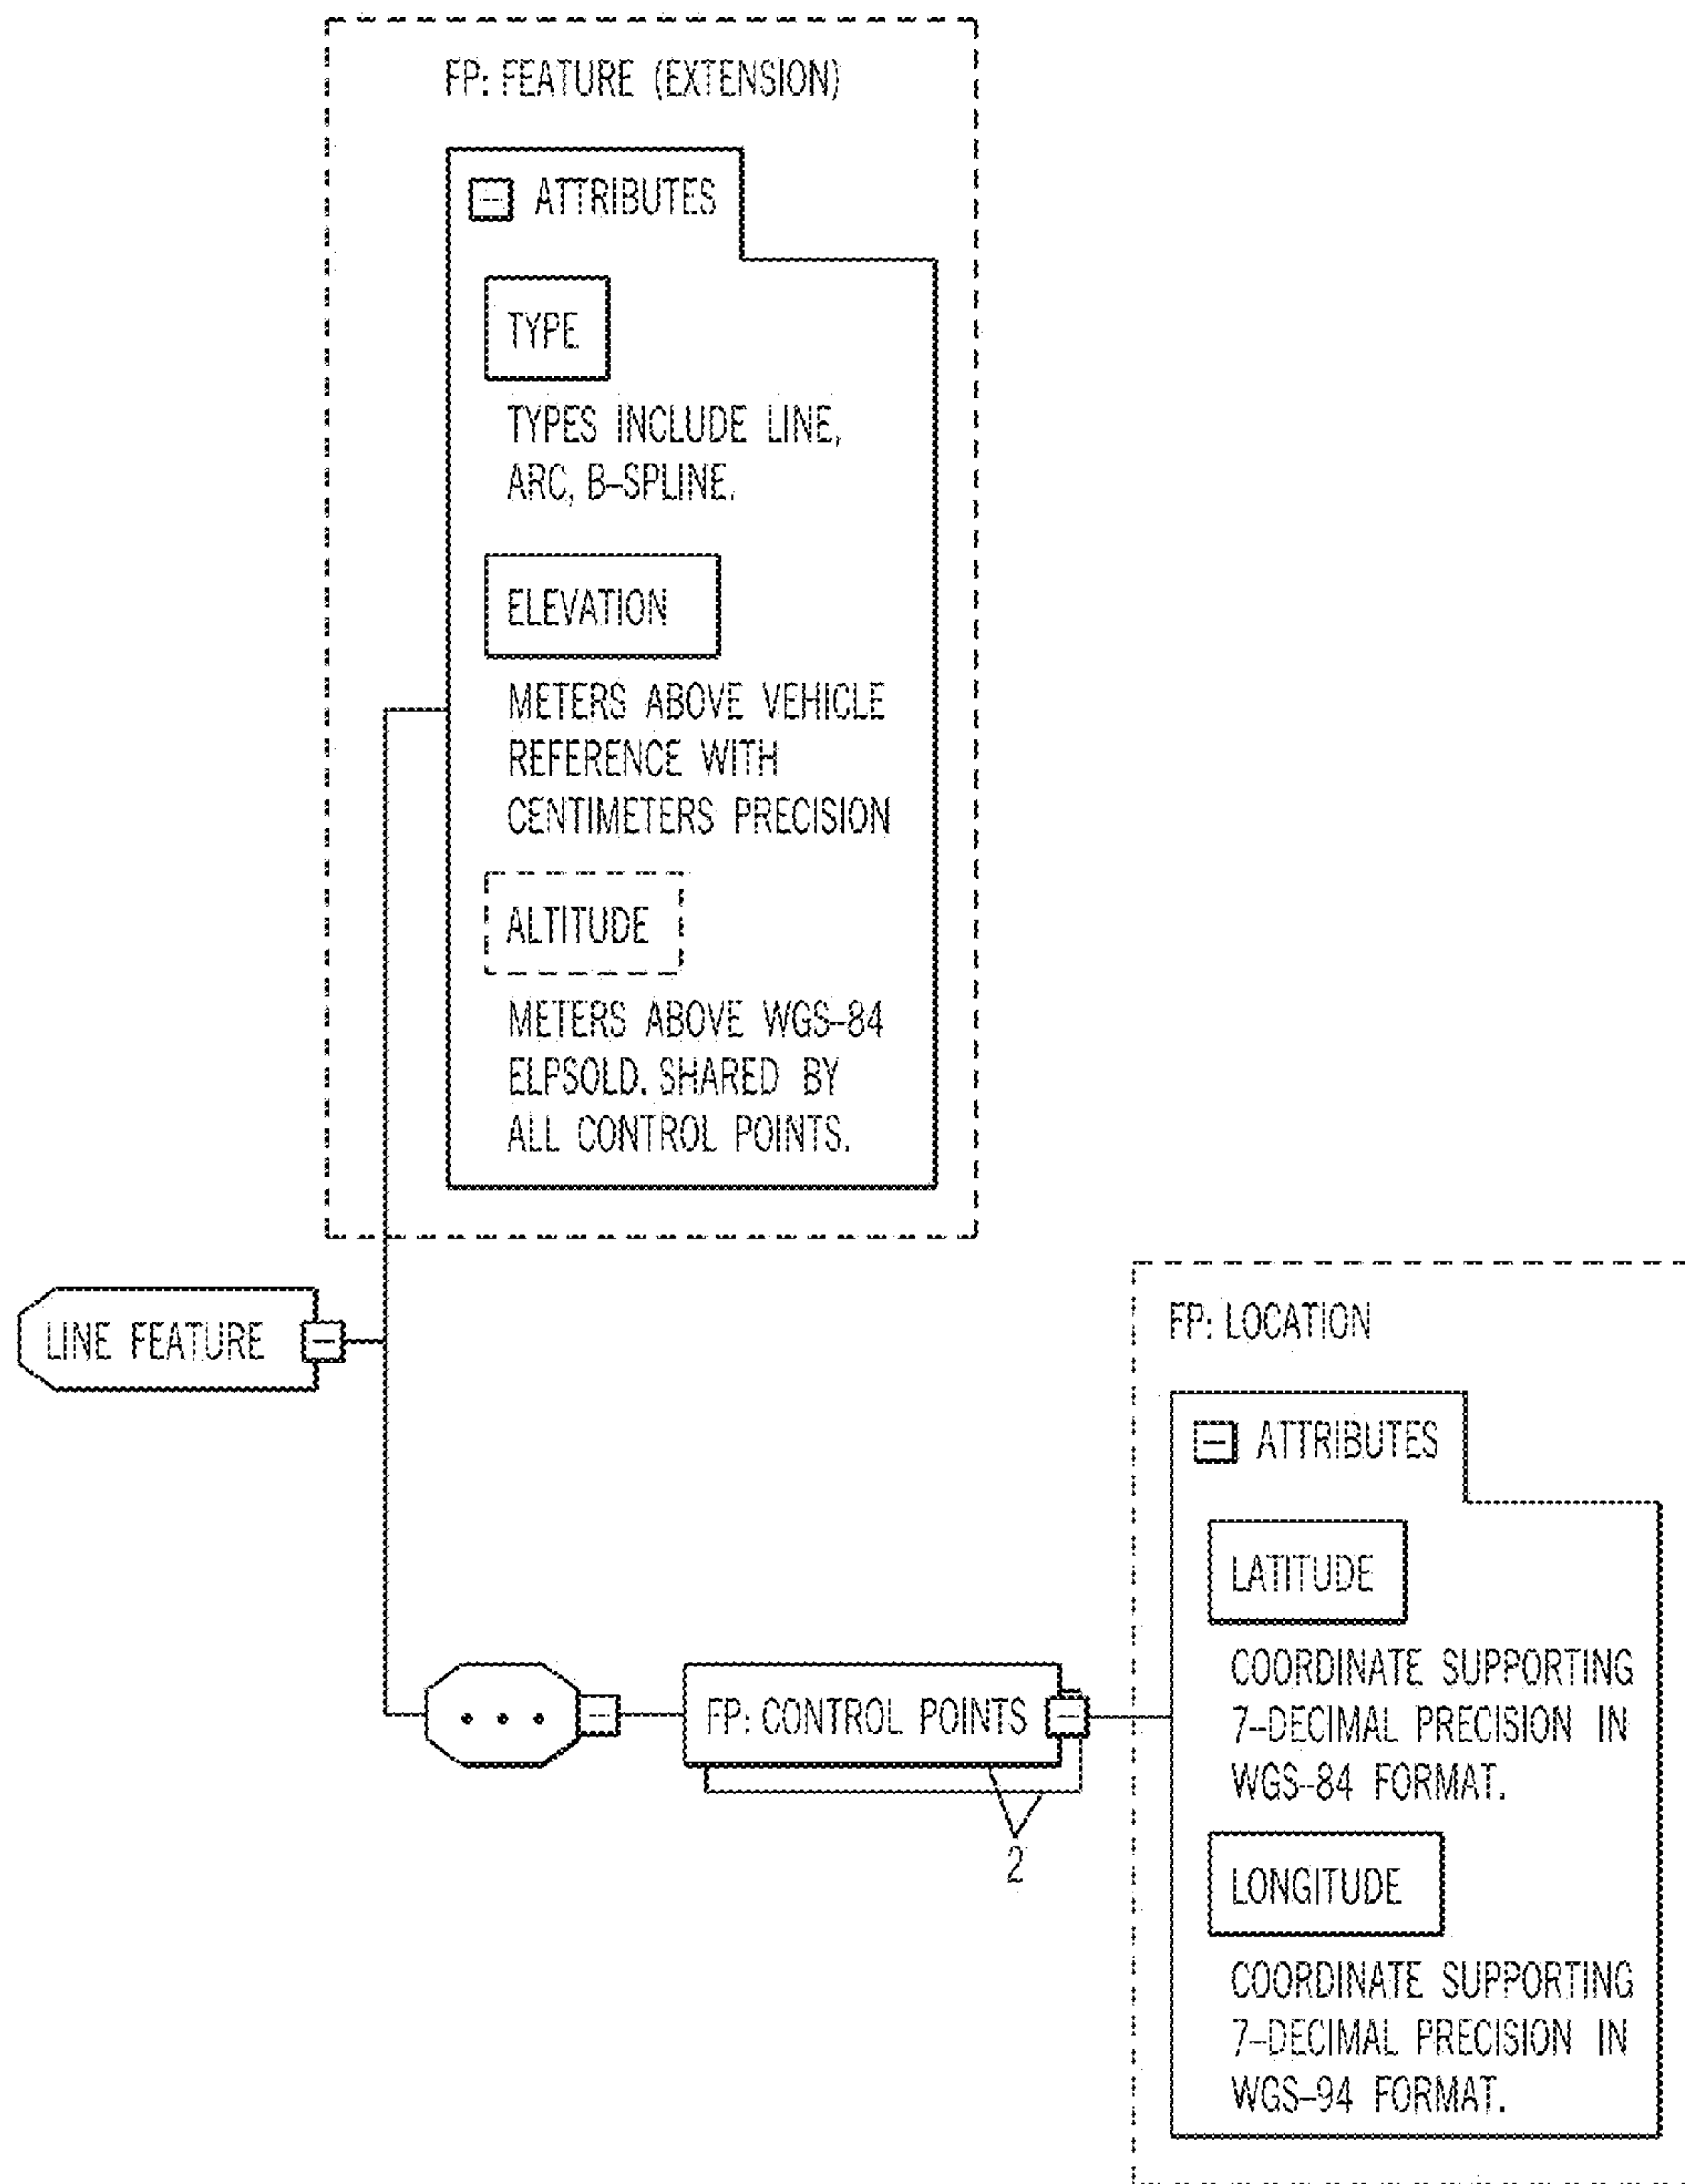 FP: FEATURE (EXTENSION)
ATTRIBUTES
TYPE
TYPES INCLUDE LINE,
ARC, B-SPLINE.
ELEVATION
METERS ABOVE VEHICLE
REFERENCE WITH
CENTIMETERS PRECISION
ALTITUDE
METERS ABOVE WGS-84
ELPSOLD. SHARED BY
ALL CONTROL POINTS.
LINE FEATURE
FP: LOCATION
ATTRIBUTES
LATITUDE
COORDINATE SUPPORTING
7-DECIMAL PRECISION IN
WGS-84 FORMAT.
FP: CONTROL POINTS
2
LONGITUDE
COORDINATE SUPPORTING
7-DECIMAL PRECISION IN
WGS-94 FORMAT.